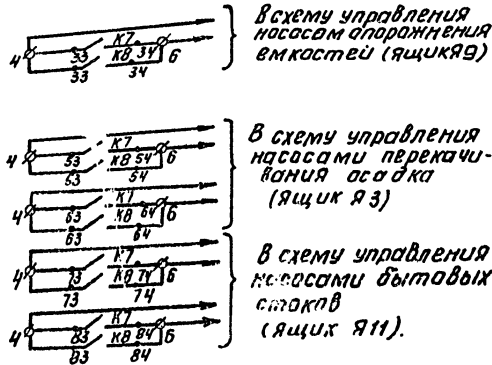 К7
4 33 К8 34 6
33 34
В схему управления
насосам опорожнения
емкостей (ящик Я9)
К7
4 53 К8 54 6
53 54
К7
4 63 К8 64 6
63 64
В схему управления
насосами перекачи-
вания осадка
(ящик Я3)
К7
4 73 К8 74 6
73 74
К7
4 83 К8 84 6
83 84
В схему управления
насосами бытовых
стоков
(ящик Я11).